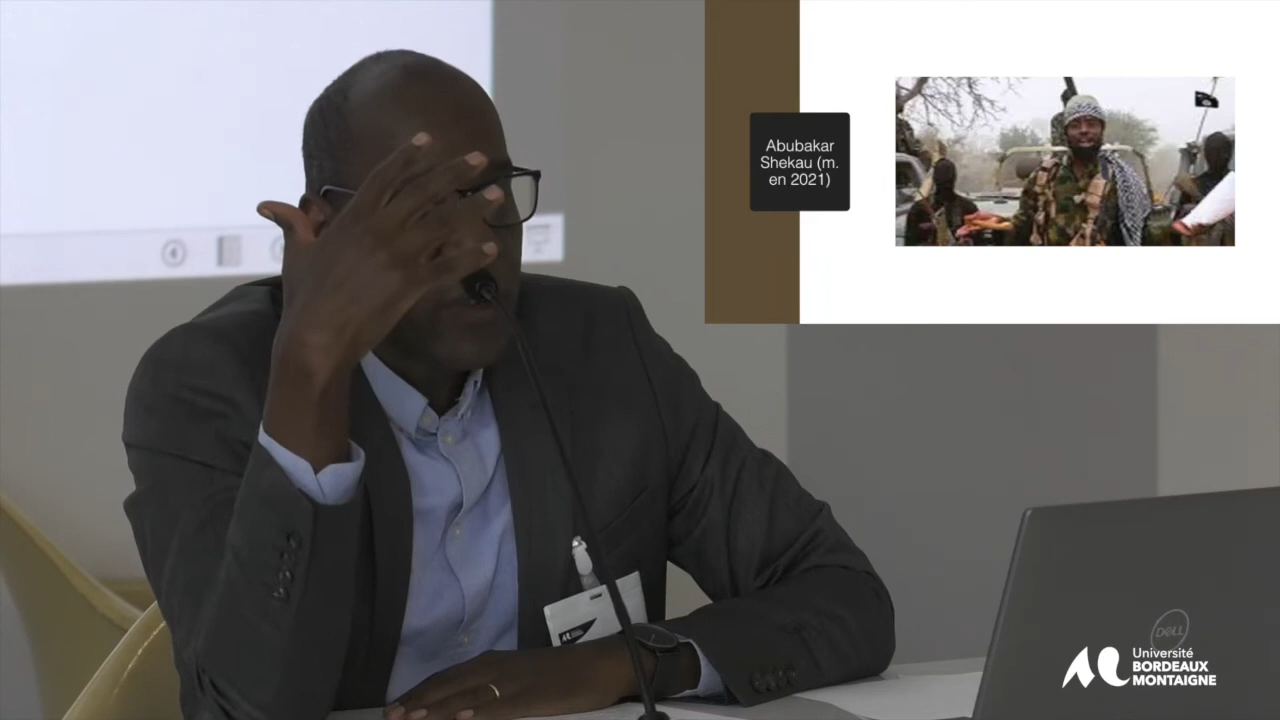 Abubakar
Shekau (m.
en 2021)
DELL
Université
BORDEAUX
MONTAIGNE